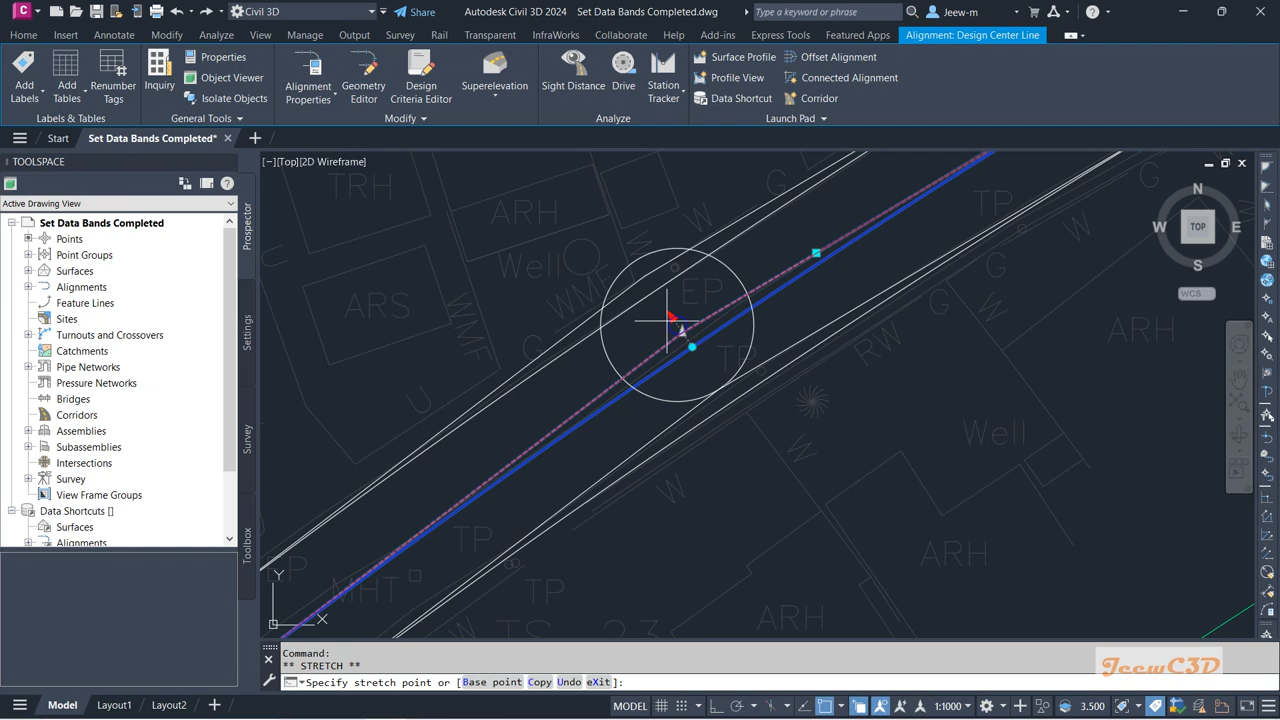 Civil 3D
Share
Autodesk Civil 3D 2024
Set Data Bands Completed.dwg
Type a keyword or phrase
Jeew-m
Home Insert Annotate Modify Analyze View Manage Output Survey Rail Transparent InfraWorks Collaborate Help Add-ins Express Tools Featured Apps Alignment: Design Center Line
Add Labels
Add Tables
Renumber Tags
Labels & Tables
Inquiry
Properties
Object Viewer
Isolate Objects
General Tools
Alignment Properties
Geometry Editor
Design Criteria Editor
Superelevation
Modify
Sight Distance
Drive
Station Tracker
Analyze
Surface Profile
Profile View
Data Shortcut
Offset Alignment
Connected Alignment
Corridor
Launch Pad
Start
Set Data Bands Completed*
TOOLSPACE
Active Drawing View
Set Data Bands Completed
Points
Point Groups
Surfaces
Alignments
Feature Lines
Sites
Turnouts and Crossovers
Catchments
Pipe Networks
Pressure Networks
Bridges
Corridors
Assemblies
Subassemblies
Intersections
Survey
View Frame Groups
Data Shortcuts []
Surfaces
Alignments
Prospector
Settings
Survey
Toolbox
[−][Top][2D Wireframe]
TRH
ARH
G
TP
G
W
Well
W
ARS
WME
W
G
EP
G
U
TP
RW
ARH
W
Well
W
W
TP
ARH
MHT
TP
ARH
N
W
TOP
E
S
WCS
Y
X
Command:
** STRETCH **
Specify stretch point or [Base point Copy Undo eXit]:
JeewC3D
Model Layout1 Layout2
MODEL
1:1000
3.500